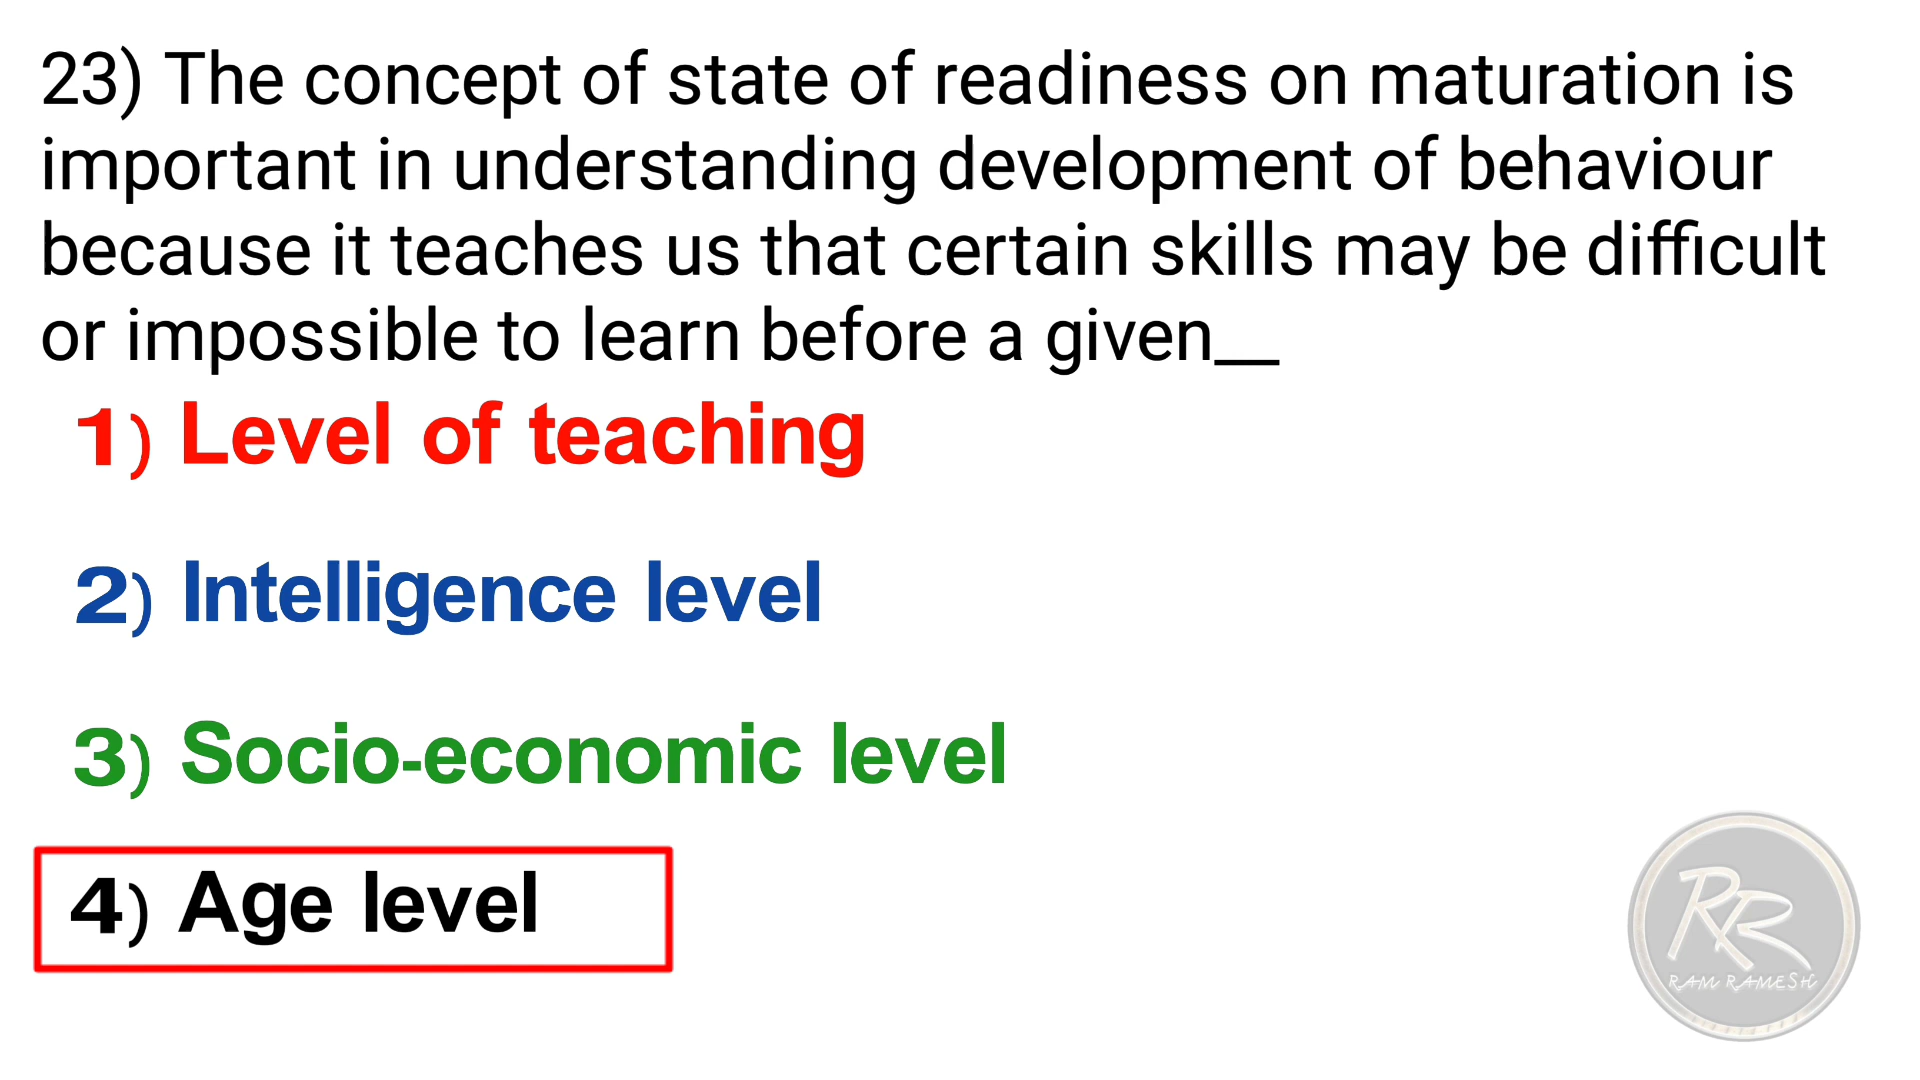 23) The concept of state of readiness on maturation is
important in understanding development of behaviour
because it teaches us that certain skills may be difficult
or impossible to learn before a given__
1) Level of teaching
2) Intelligence level
3) Socio-economic level
4) Age level
RR
RAM RAMESH